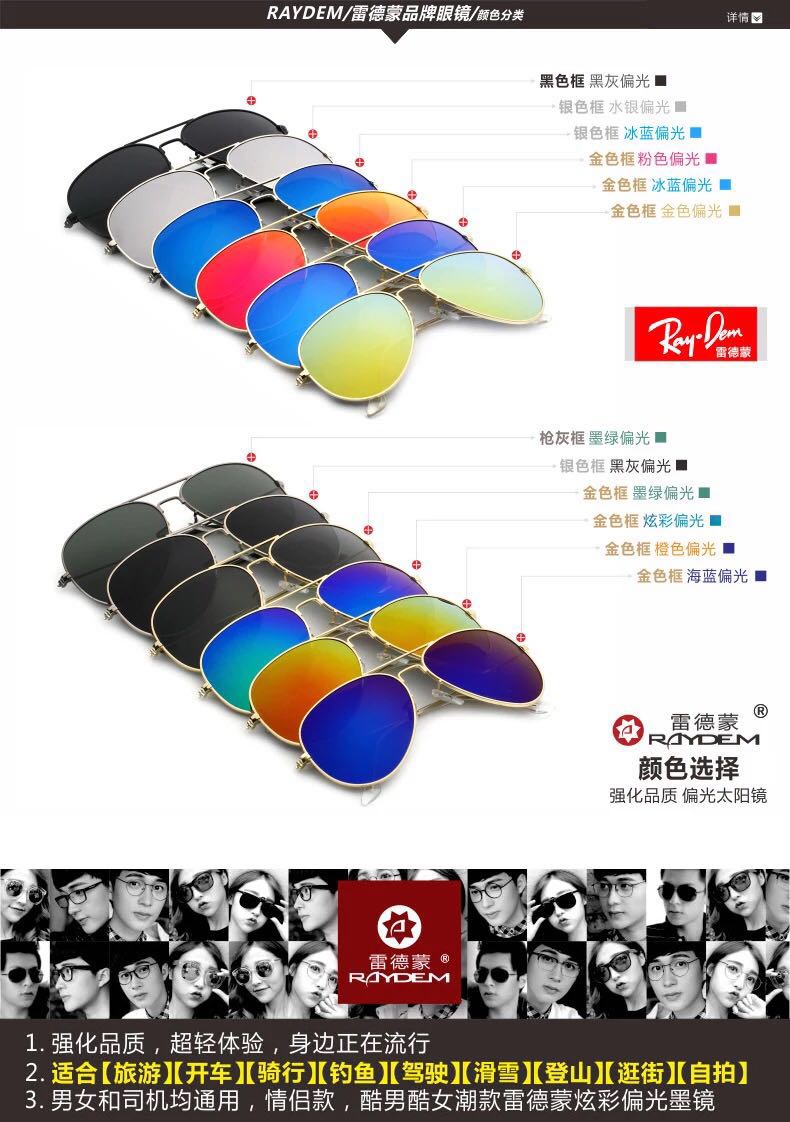 RAYDEM/雷德蒙品牌眼镜/颜色分类
详情
黑色框 黑灰偏光
银色框 水银偏光
银色框 冰蓝偏光
金色框 粉色偏光
金色框 冰蓝偏光
金色框 金色偏光
Ray·Dem
雷德蒙
枪灰框 墨绿偏光
银色框 黑灰偏光
金色框 墨绿偏光
金色框 炫彩偏光
金色框 橙色偏光
金色框 海蓝偏光
雷德蒙 ®
RAYDEM
颜色选择
强化品质 偏光太阳镜
雷德蒙 ®
RAYDEM
1. 强化品质，超轻体验，身边正在流行
2. 适合【旅游】【开车】【骑行】【钓鱼】【驾驶】【滑雪】【登山】【逛街】【自拍】
3. 男女和司机均通用，情侣款，酷男酷女潮款雷德蒙炫彩偏光墨镜